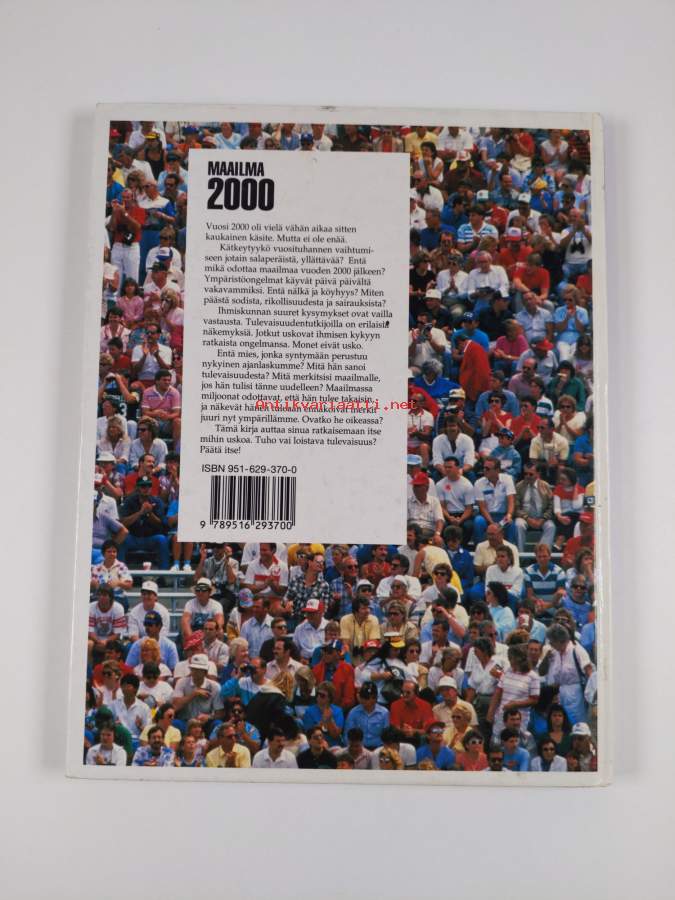 MAAILMA
2000
Vuosi 2000 oli vielä vähän aikaa sitten
kaukainen käsite. Mutta ei ole enää.
Kätkeytyykö vuosituhannen vaihtumi-
seen jotain salaperäistä, yllättävää? Entä
mikä odottaa maailmaa vuoden 2000 jälkeen?
Ympäristöongelmat käyvät päivä päivältä
vakavammiksi. Entä nälkä ja köyhyys? Miten
päästä sodista, rikollisuudesta ja sairauksista?
Ihmiskunnan suuret kysymykset ovat vailla
vastausta. Tulevaisuudentutkijoilla on erilaisia
näkemyksiä. Jotkut uskovat ihmisen kykyyn
ratkaista ongelmansa. Monet eivät usko.
Entä mies, jonka syntymään perustuu
nykyinen ajanlaskumme? Mitä hän sanoi
tulevaisuudesta? Mitä merkitsisi maailmalle,
jos hän tulisi tänne uudelleen? Maailmassa
miljoonat odottavat, että hän tulee takaisin,
ja näkevät hänen tuloaan ennakoivat merkit
juuri nyt ympärillämme. Ovatko he oikeassa?
Tämä kirja auttaa sinua ratkaisemaan itse
mihin uskoa. Tuho vai loistava tulevaisuus?
Päätä itse!
Antikvariaatti.net
ISBN 951-629-370-0
9 789516 293700